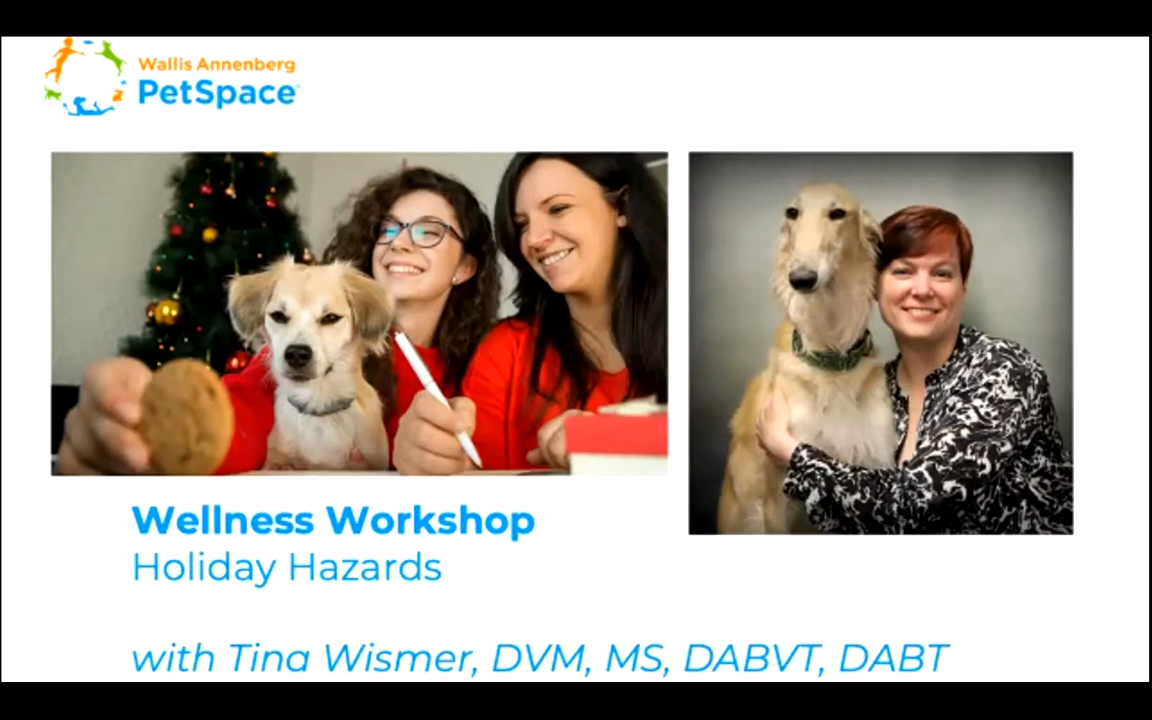 Wallis Annenberg
PetSpace
Wellness Workshop
Holiday Hazards
with Tina Wismer, DVM, MS, DABVT, DABT